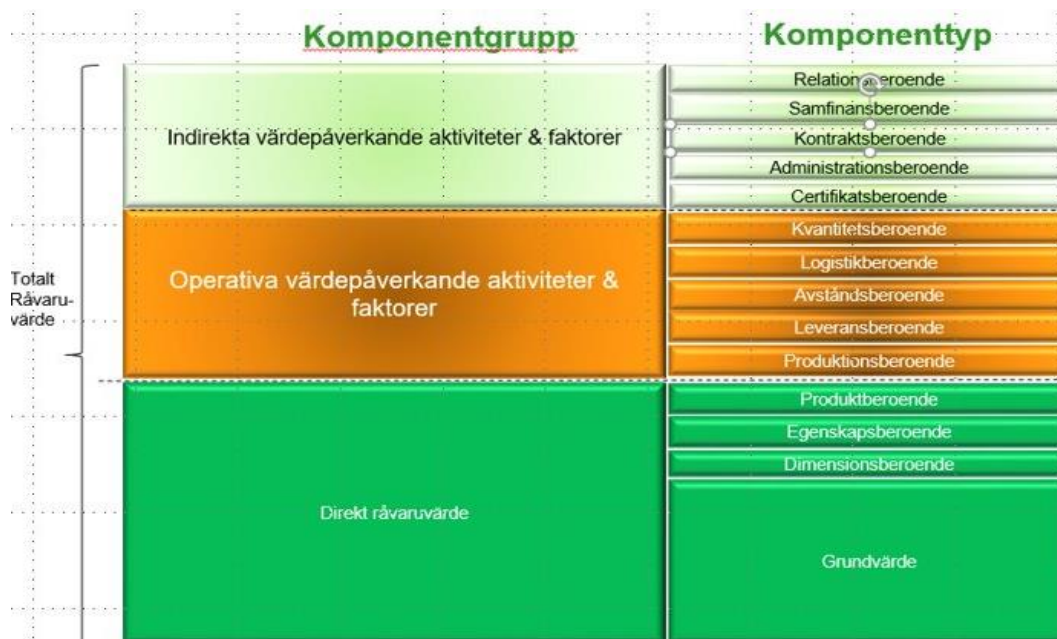 Komponentgrupp
Komponenttyp
Totalt
Råvaru-
värde
Indirekta värdepåverkande aktiviteter & faktorer
Relationsberoende
Samfinansberoende
Kontraktsberoende
Administrationsberoende
Certifikatsberoende
Operativa värdepåverkande aktiviteter &
faktorer
Kvantitetsberoende
Logistikberoende
Avståndsberoende
Leveransberoende
Produktionsberoende
Direkt råvaruvärde
Produktberoende
Egenskapsberoende
Dimensionsberoende
Grundvärde